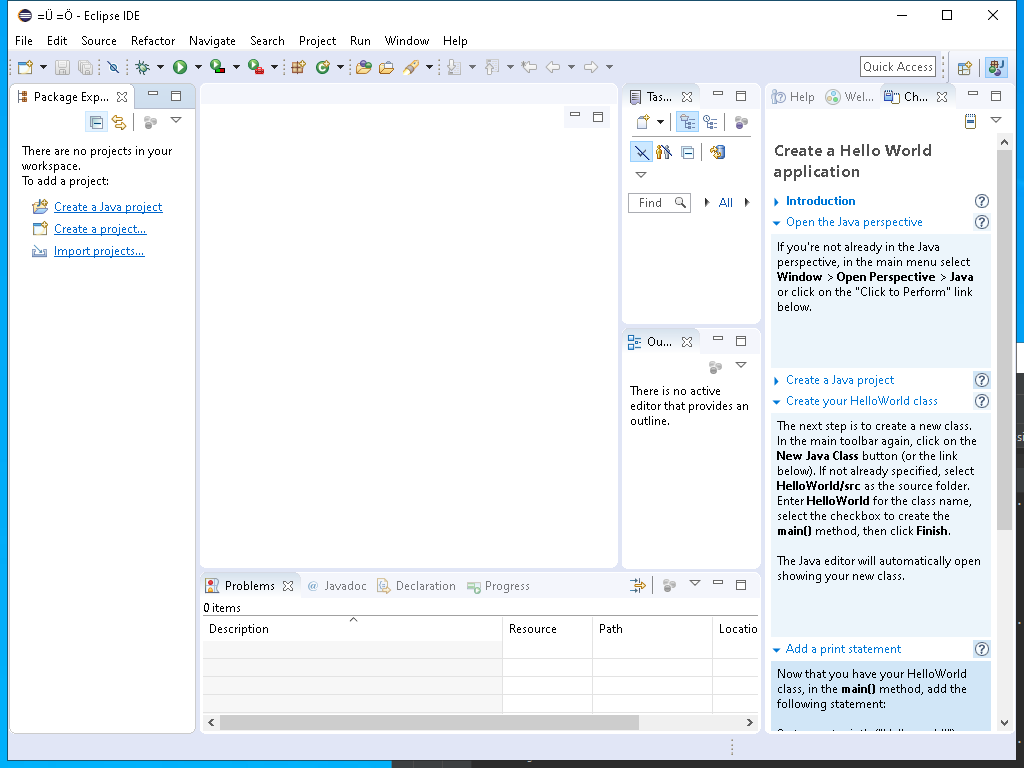 =Ü =Ö - Eclipse IDE
File Edit Source Refactor Navigate Search Project Run Window Help
Quick Access
Package Exp...
There are no projects in your
workspace.
To add a project:
Create a Java project
Create a project...
Import projects...
Tas...
Find
All
Ou...
There is no active
editor that provides an
outline.
Problems @ Javadoc Declaration Progress
0 items
Description Resource Path Locatio
Help Wel... Ch...
Create a Hello World
application
Introduction
Open the Java perspective
If you're not already in the Java
perspective, in the main menu select
Window > Open Perspective > Java
or click on the "Click to Perform" link
below.
Create a Java project
Create your HelloWorld class
The next step is to create a new class.
In the main toolbar again, click on the
New Java Class button (or the link
below). If not already specified, select
HelloWorld/src as the source folder.
Enter HelloWorld for the class name,
select the checkbox to create the
main() method, then click Finish.
The Java editor will automatically open
showing your new class.
Add a print statement
Now that you have your HelloWorld
class, in the main() method, add the
following statement: